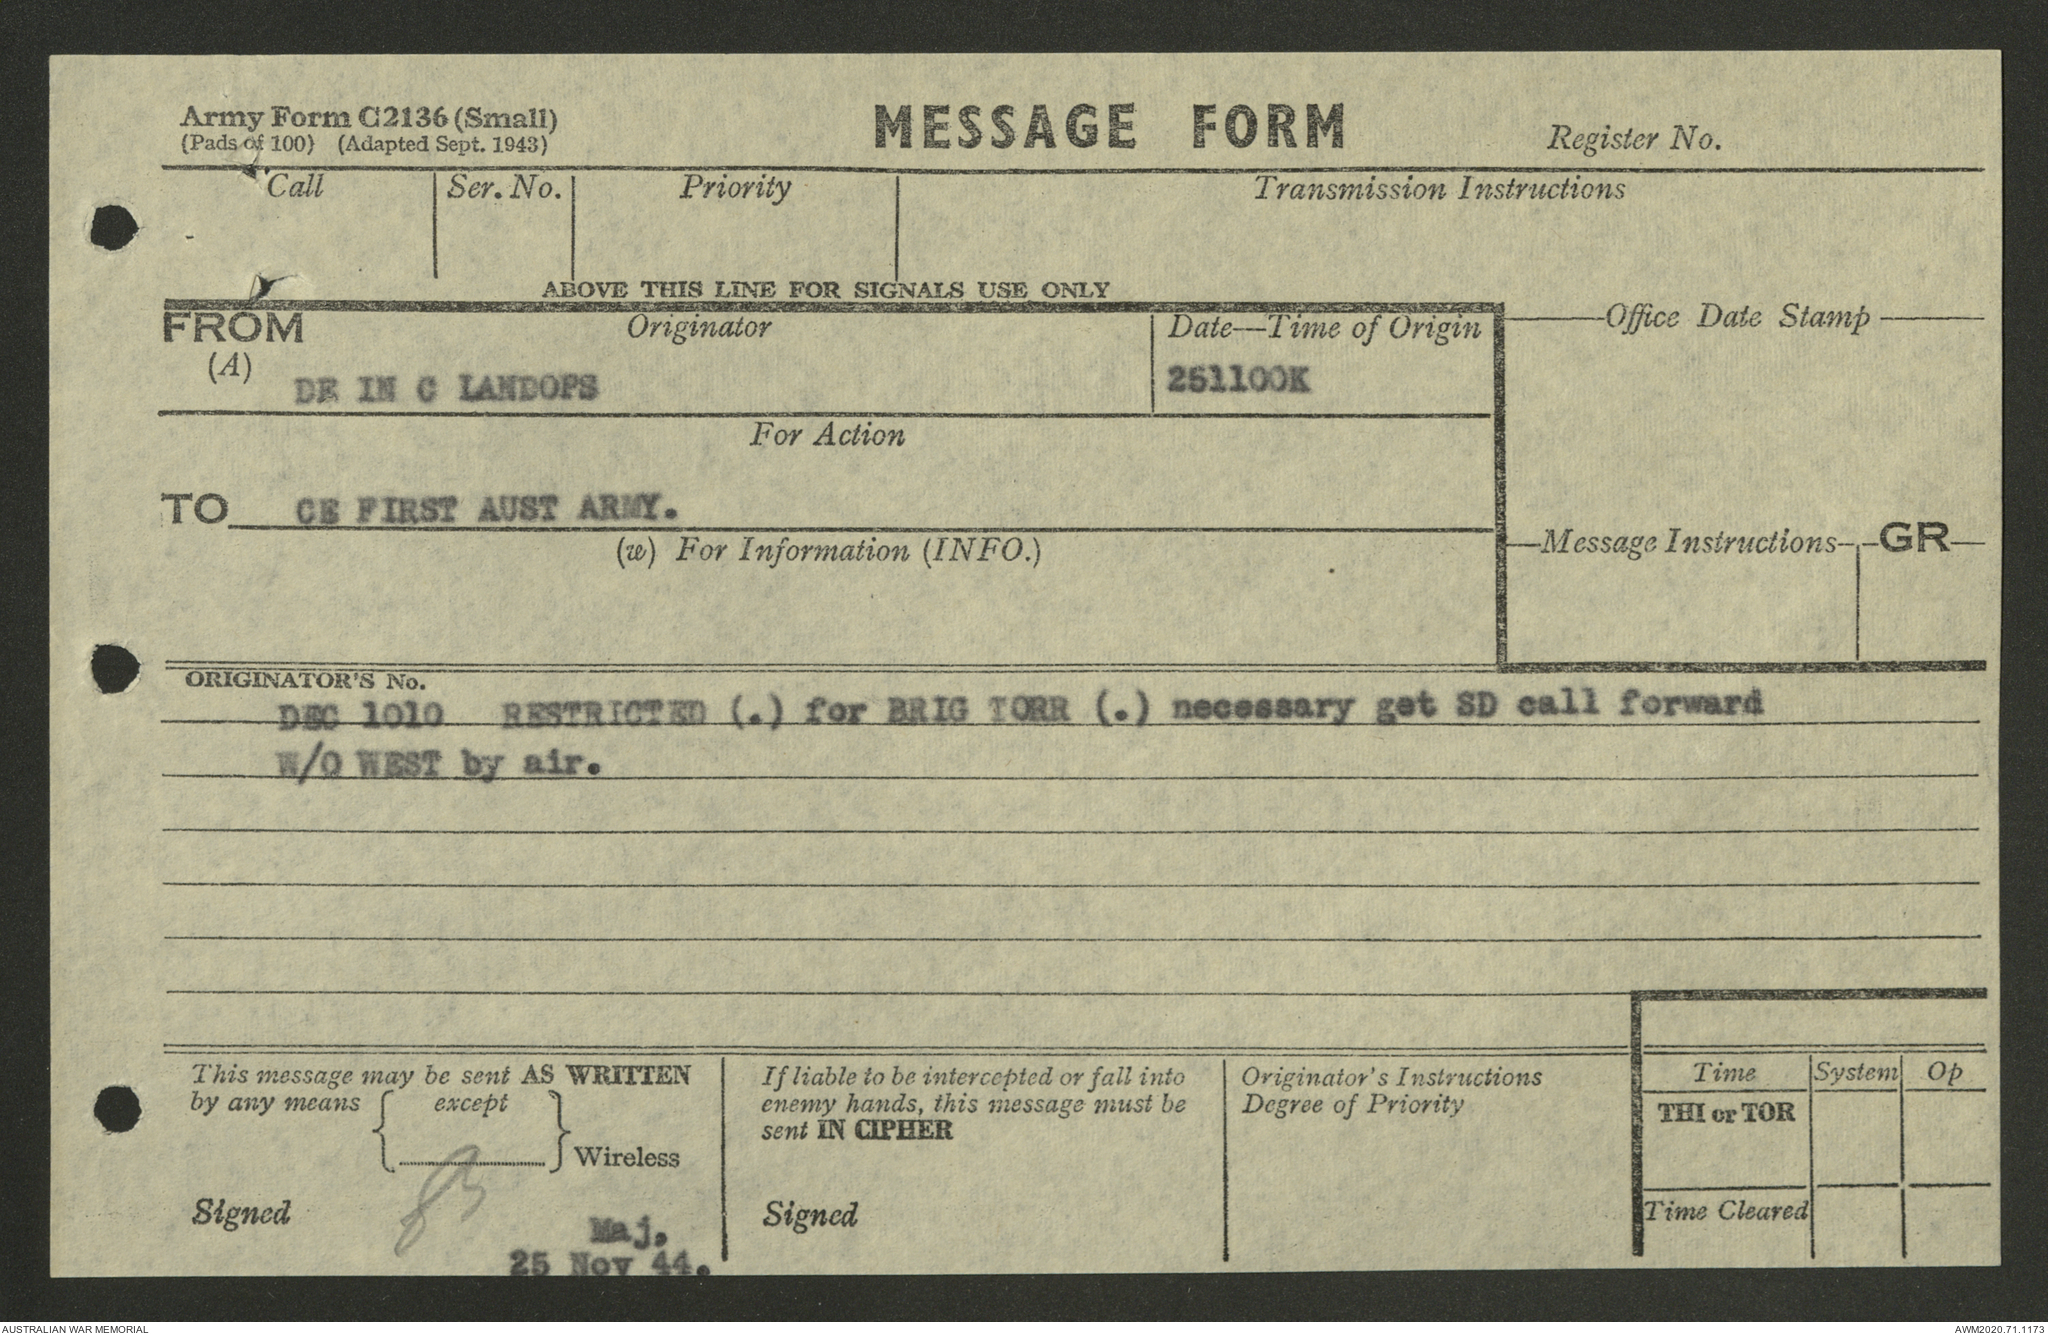 Army Form C2136 (Small)
(Pads of 100) (Adapted Sept. 1943)
MESSAGE FORM
Register No.
Call
Ser. No.
Priority
Transmission Instructions
ABOVE THIS LINE FOR SIGNALS USE ONLY
FROM
(A)
Originator
DE IN C LANDOPS
Date—Time of Origin
251100K
Office Date Stamp
For Action
TO CE FIRST AUST ARMY.
(w) For Information (INFO.)
Message Instructions GR
ORIGINATOR'S No.
DEC 1010 RESTRICTED (.) for BRIG TORR (.) necessary get SD call forward
W/O WEST by air.
This message may be sent AS WRITTEN
by any means { except
} Wireless
Signed
Maj,
25 Nov 44.
If liable to be intercepted or fall into
enemy hands, this message must be
sent IN CIPHER
Signed
Originator's Instructions
Degree of Priority
Time System Op
THI or TOR
Time Cleared
AUSTRALIAN WAR MEMORIAL
AWM2020.71.1173